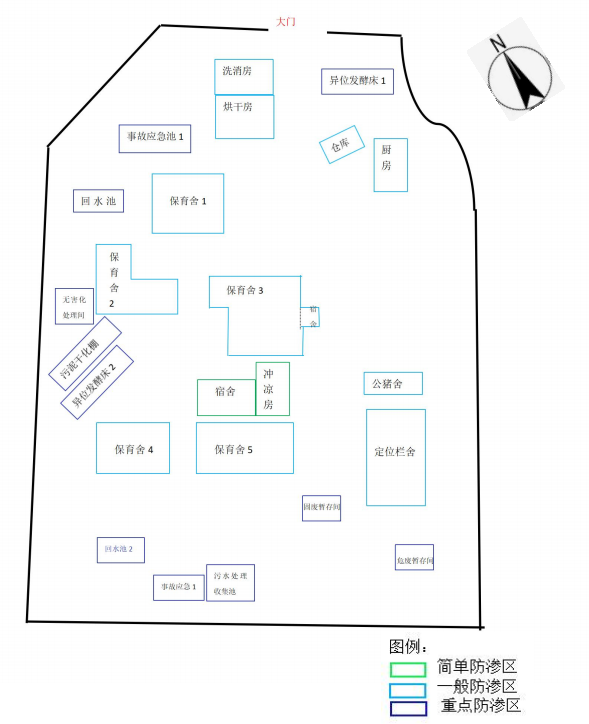 大门
N
洗消房
异位发酵床 1
烘干房
事故应急池 1
仓库
厨
房
回 水 池
保育舍 1
保
育
舍
2
无害化
处理间
保育舍 3
宿
舍
污泥干化棚
异位发酵床 2
宿舍
冲
凉
房
公猪舍
保育舍 4
保育舍 5
定位栏舍
固废暂存间
回水池 2
危废暂存间
事故应急 1
污 水 处 理
收集池
图例：
简单防渗区
一般防渗区
重点防渗区